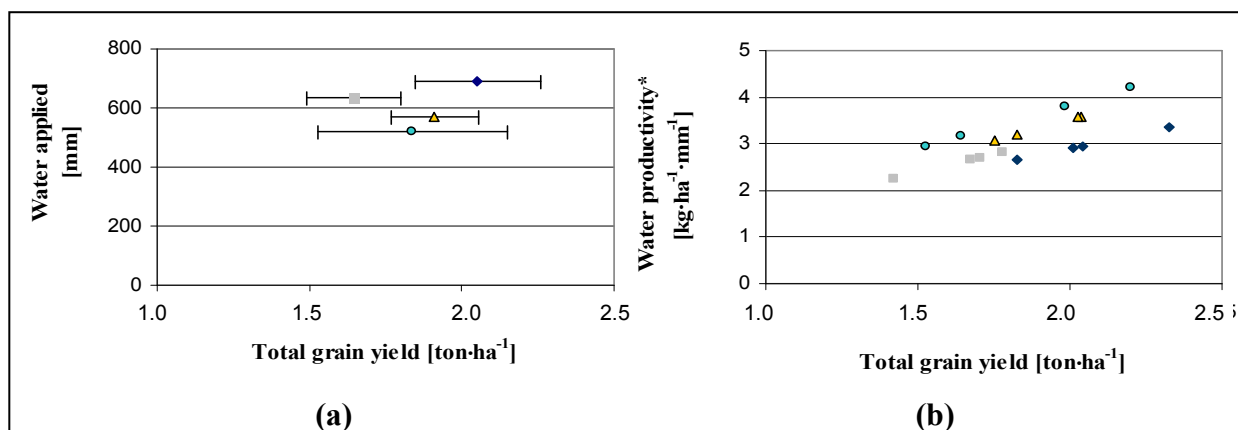 800
600
400
200
0
Water applied
[mm]
1.0 1.5 2.0 2.5
Total grain yield [ton·ha⁻¹]
(a)
5
4
3
2
1
0
Water productivity*
[kg·ha⁻¹·mm⁻¹]
1.0 1.5 2.0 2.5
Total grain yield [ton·ha⁻¹]
(b)